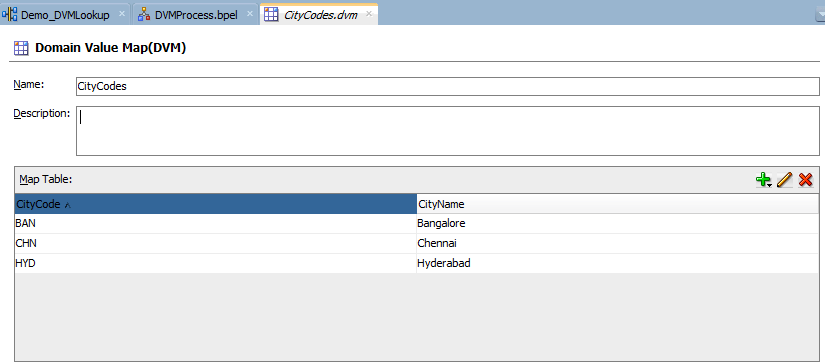 Demo_DVMLookup DVMProcess.bpel CityCodes.dvm
Domain Value Map(DVM)
Name: CityCodes
Description:
Map Table:
CityCode CityName
BAN Bangalore
CHN Chennai
HYD Hyderabad